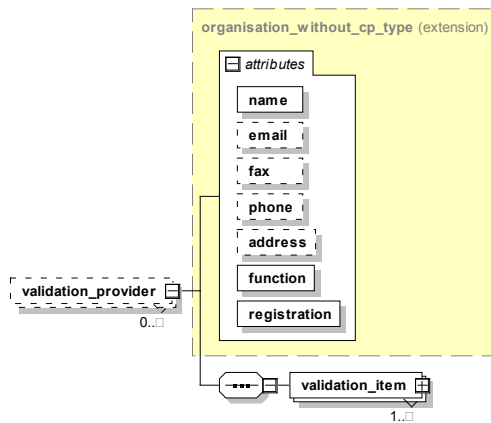 organisation_without_cp_type (extension)
attributes
name
email
fax
phone
address
function
registration
validation_provider
0..□
validation_item
1..□